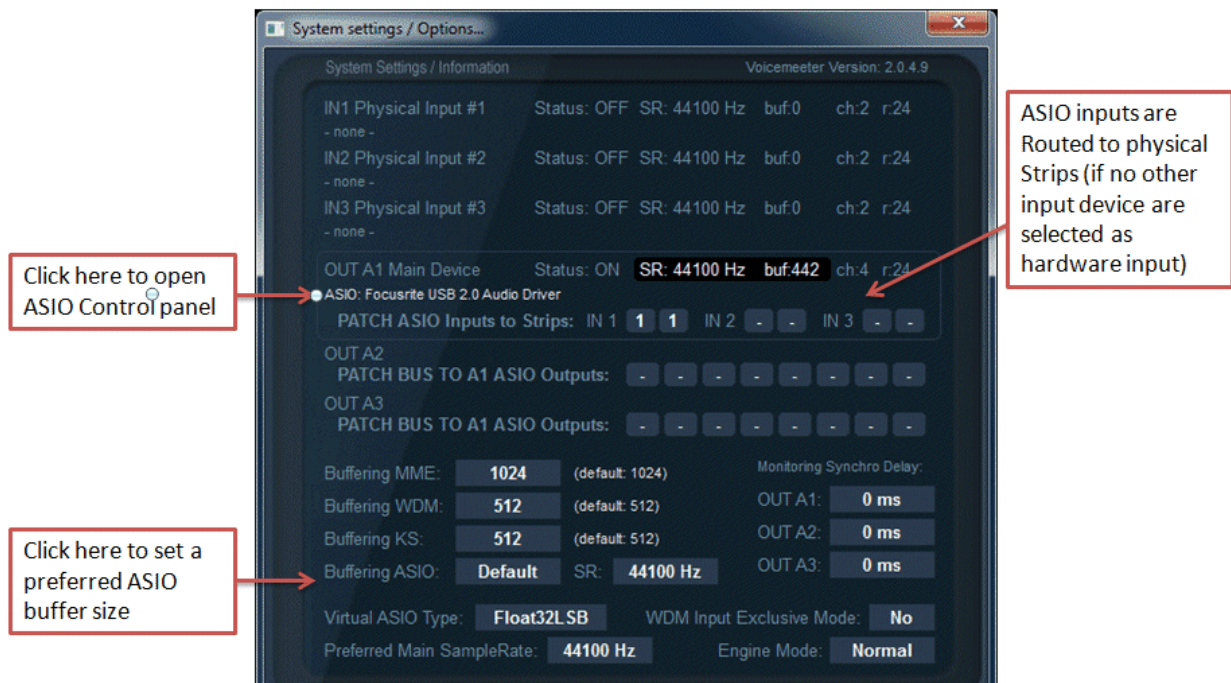 System settings / Options...
x
System Settings / Information Voicemeeter Version: 2.0.4.9
IN1 Physical Input #1 Status: OFF SR: 44100 Hz buf:0 ch:2 r:24
- none -
IN2 Physical Input #2 Status: OFF SR: 44100 Hz buf:0 ch:2 r:24
- none -
IN3 Physical Input #3 Status: OFF SR: 44100 Hz buf:0 ch:2 r:24
- none -
OUT A1 Main Device Status: ON SR: 44100 Hz buf:442 ch:4 r:24
ASIO: Focusrite USB 2.0 Audio Driver
PATCH ASIO Inputs to Strips: IN 1 1 1 IN 2 - - IN 3 - -
OUT A2
PATCH BUS TO A1 ASIO Outputs: - - - - - - - -
OUT A3
PATCH BUS TO A1 ASIO Outputs: - - - - - - - -
Buffering MME: 1024 (default: 1024)
Buffering WDM: 512 (default: 512)
Buffering KS: 512 (default: 512)
Buffering ASIO: Default SR: 44100 Hz
Monitoring Synchro Delay:
OUT A1: 0 ms
OUT A2: 0 ms
OUT A3: 0 ms
Virtual ASIO Type: Float32LSB WDM Input Exclusive Mode: No
Preferred Main SampleRate: 44100 Hz Engine Mode: Normal
Click here to open
ASIO Control panel
Click here to set a
preferred ASIO
buffer size
ASIO inputs are
Routed to physical
Strips (if no other
input device are
selected as
hardware input)